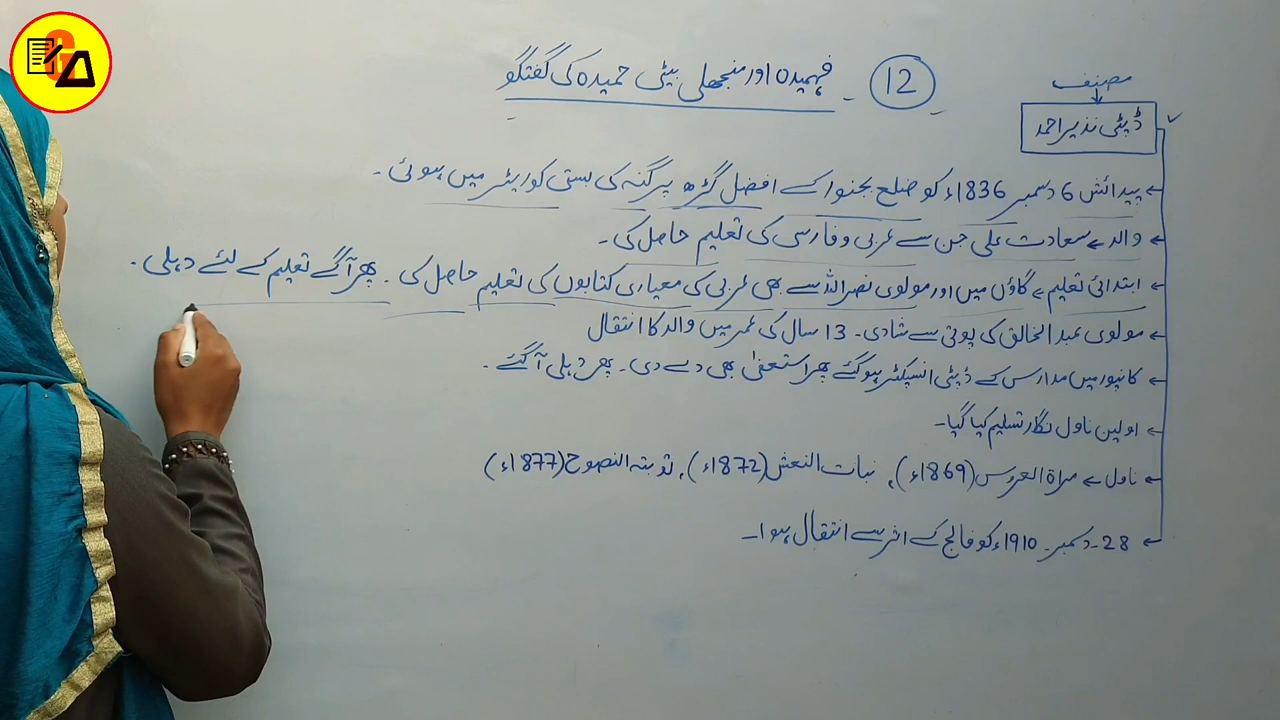 12 ۔ فہمیدہ اور منجھلی بیٹی حمیدہ کی گفتگو
مصنف
ڈپٹی نذیر احمد
پیدائش 6 دسمبر 1836ء کو ضلع بجنور کے افضل گڑھ پرگنہ کی بستی کوریٹر میں ہوئی ۔
والد ← سعادت علی جن سے عربی و فارسی کی تعلیم حاصل کی ۔
ابتدائی تعلیم ← گاؤں میں اور مولوی نصراللہ سے بھی عربی کی معیاری کتابوں کی تعلیم حاصل کی ۔ پھر آگے تعلیم کے لئے دہلی ۔
مولوی عبدالخالق کی پوتی سے شادی ۔ 13 سال کی عمر میں والد کا انتقال
کانپور میں مدارس کے ڈپٹی انسپکٹر ہو گئے پھر استعفیٰ بھی دے دی ۔ پھر دہلی آ گئے ۔
اولین ناول نگار تسلیم کیا گیا ۔
ناول ← مراۃ العروس (1869ء) ، نبات النعش (1872ء) ، توبتہ النصوح (1877ء)
28 ۔ دسمبر ۔ 1910ء کو فالج کے اثر سے انتقال ہوا ۔